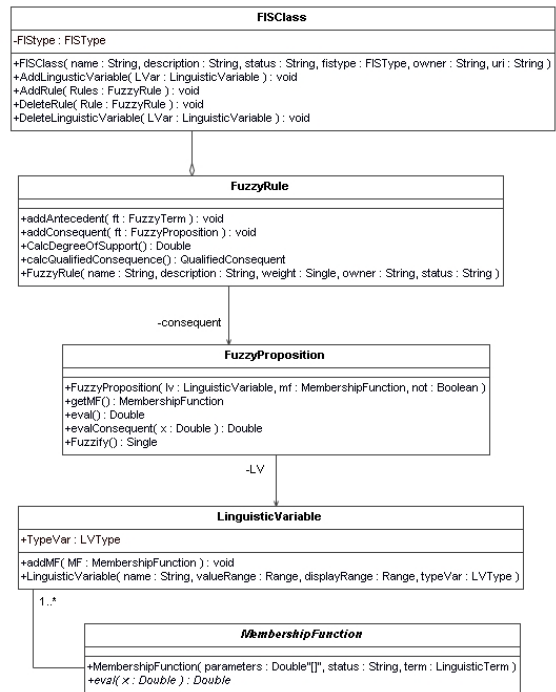 FISClass
-FIStype : FISType
+FISClass( name : String, description : String, status : String, fistype : FISType, owner : String, uri : String )
+AddLingusticVariable( LVar : LinguisticVariable ) : void
+AddRule( Rules : FuzzyRule ) : void
+DeleteRule( Rule : FuzzyRule ) : void
+DeleteLinguisticVariable( LVar : LinguisticVariable ) : void
FuzzyRule
+addAntecedent( ft : FuzzyTerm ) : void
+addConsequent( ft : FuzzyProposition ) : void
+CalcDegreeOfSupport() : Double
+calcQualifiedConsequence() : QualifiedConsequent
+FuzzyRule( name : String, description : String, weight : Single, owner : String, status : String )
-consequent
FuzzyProposition
+FuzzyProposition( lv : LinguisticVariable, mf : MembershipFunction, not : Boolean )
+getMF() : MembershipFunction
+eval() : Double
+evalConsequent( x : Double ) : Double
+Fuzzify() : Single
-LV
LinguisticVariable
+TypeVar : LVType
+addMF( MF : MembershipFunction ) : void
+LinguisticVariable( name : String, valueRange : Range, displayRange : Range, typeVar : LVType )
1..*
MembershipFunction
+MembershipFunction( parameters : Double"[]", status : String, term : LinguisticTerm )
+eval( x : Double ) : Double